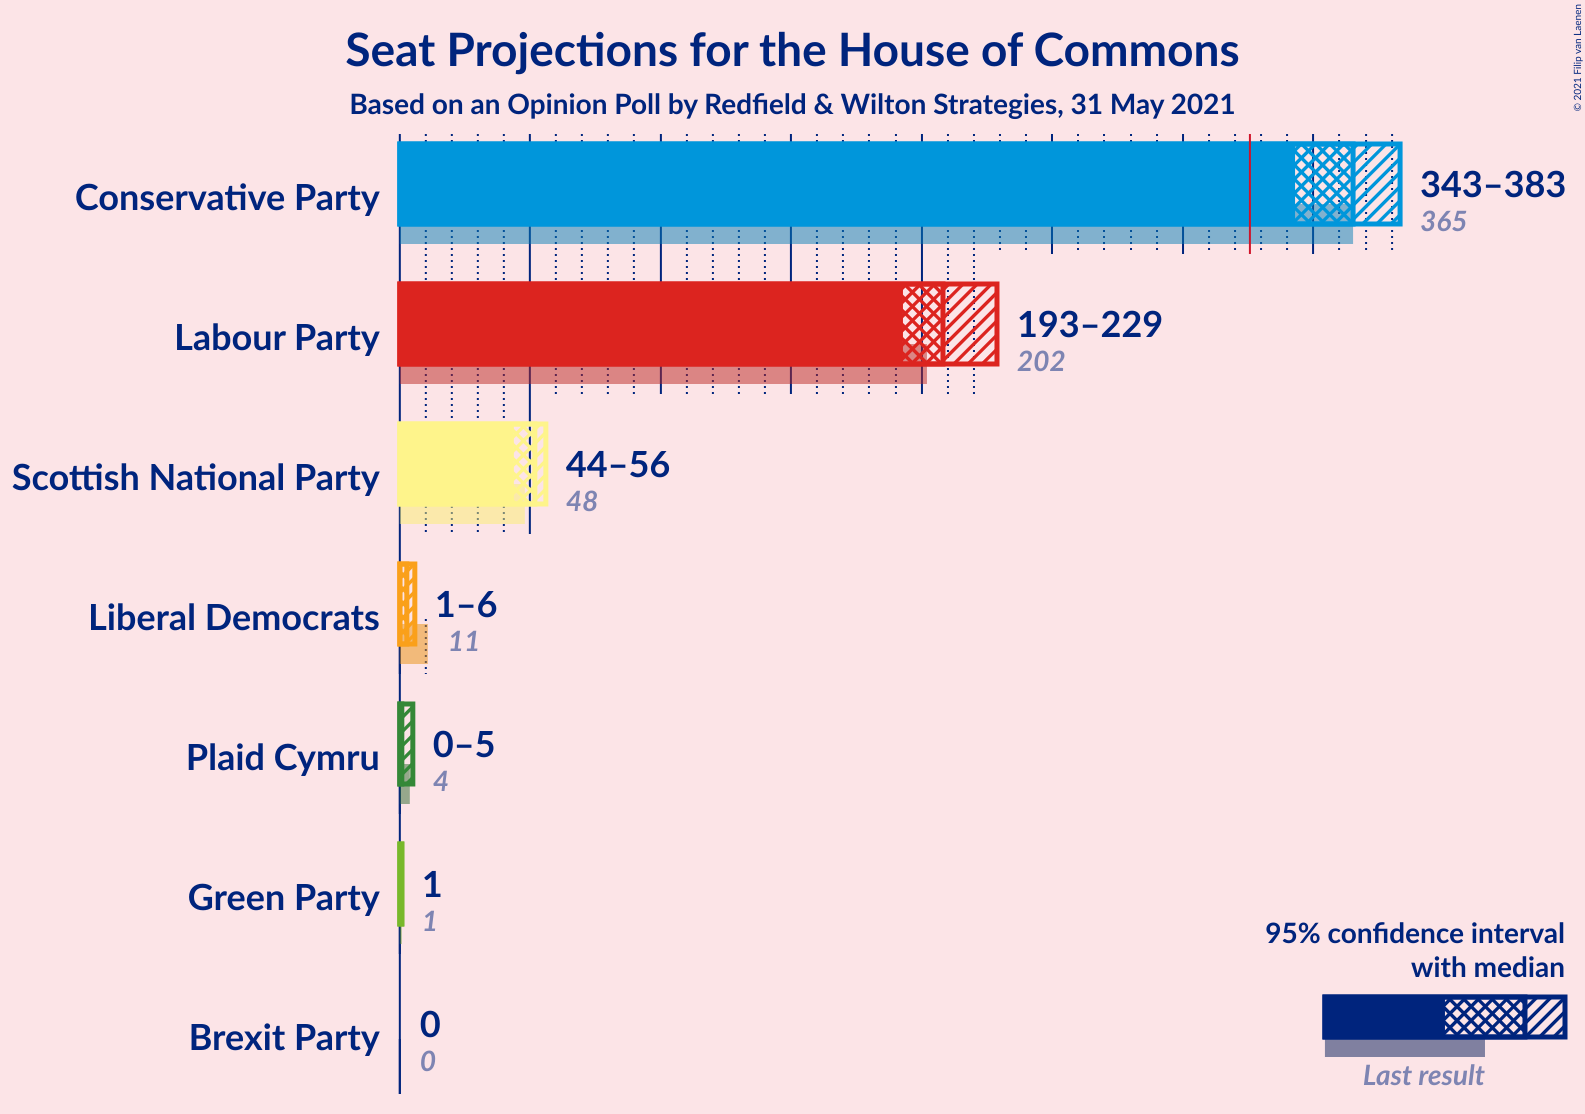 Seat Projections for the House of Commons
Based on an Opinion Poll by Redfield & Wilton Strategies, 31 May 2021
© 2021 Filip van Laenen
Conservative Party
343–383
365
Labour Party
193–229
202
Scottish National Party
44–56
48
Liberal Democrats
1–6
11
Plaid Cymru
0–5
4
Green Party
1
1
Brexit Party
0
0
95% confidence interval
with median
Last result